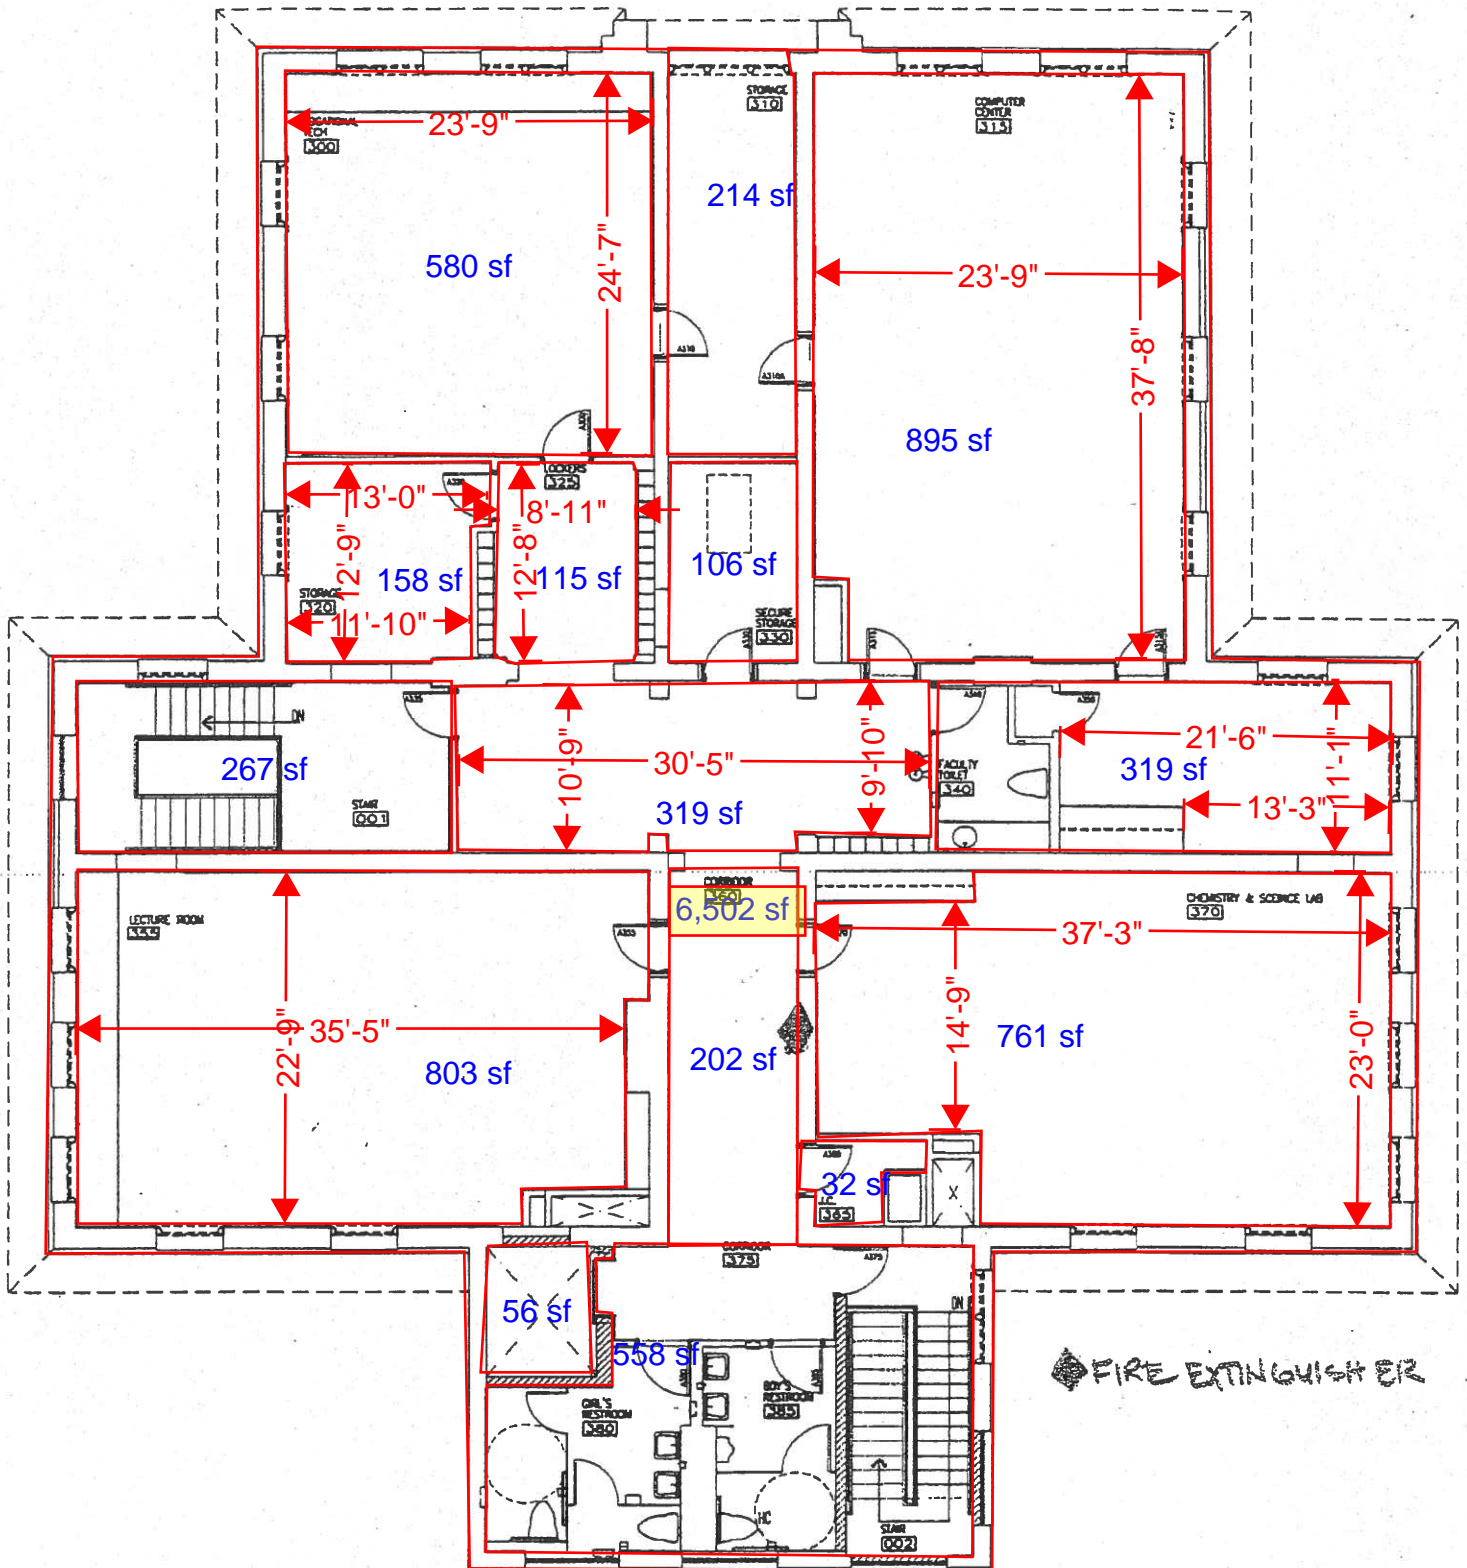 STORAGE
310
COMPUTER
CENTER
315
TECH
300
23'-9"
24'-7"
214 sf
580 sf
23'-9"
37'-8"
895 sf
A310
A310A
LOCKERS
325
13'-0"
8'-11"
12'-9"
12'-8"
158 sf
115 sf
106 sf
STORAGE
320
11'-10"
SECURE
STORAGE
330
DN
267 sf
STAIR
001
10'-9"
30'-5"
9'-10"
319 sf
FACULTY
TOILET
340
21'-6"
11'-1"
319 sf
13'-3"
CORRIDOR
360
6,502 sf
LECTURE ROOM
355
CHEMISTRY & SCIENCE LAB
370
37'-3"
22'-9"
35'-5"
803 sf
202 sf
14'-9"
761 sf
23'-0"
32 sf
365
CORRIDOR
375
A375
DN
56 sf
558 sf
FIRE EXTINGUISHER
GIRL'S
RESTROOM
380
BOY'S
RESTROOM
385
HC
STAIR
002